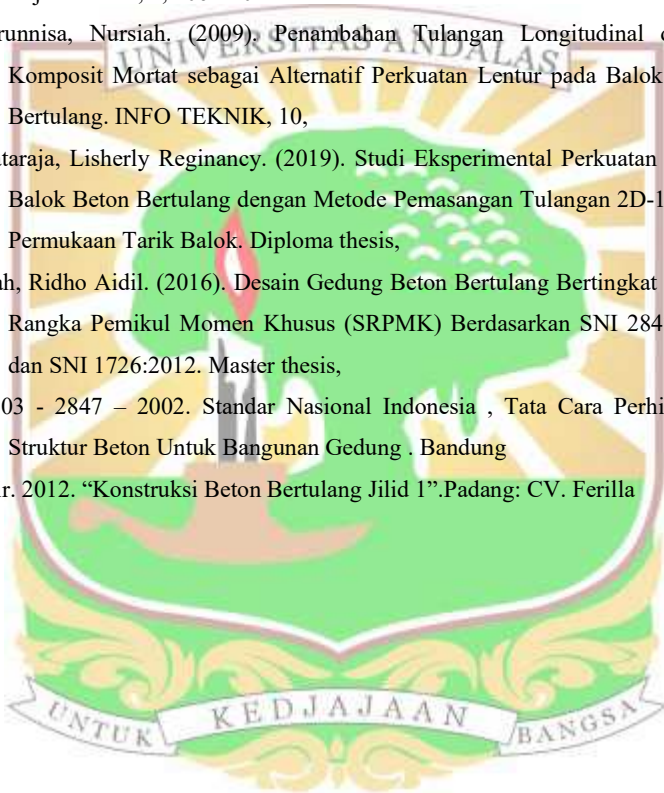 runnisa, Nursiah. (2009). Penambahan Tulangan Longitudinal
Komposit Mortat sebagai Alternatif Perkuatan Lentur pada Balok
Bertulang. INFO TEKNIK, 10,
ataraja, Lisherly Reginancy. (2019). Studi Eksperimental Perkuatan
Balok Beton Bertulang dengan Metode Pemasangan Tulangan 2D-1
Permukaan Tarik Balok. Diploma thesis,
ah, Ridho Aidil. (2016). Desain Gedung Beton Bertulang Bertingkat
Rangka Pemikul Momen Khusus (SRPMK) Berdasarkan SNI 284
dan SNI 1726:2012. Master thesis,
03 - 2847 – 2002. Standar Nasional Indonesia , Tata Cara Perhi
Struktur Beton Untuk Bangunan Gedung . Bandung
r. 2012. “Konstruksi Beton Bertulang Jilid 1”.Padang: CV. Ferilla
UNIVERSITAS ANDALAS
UNTUK KEDJAJAAN BANGSA